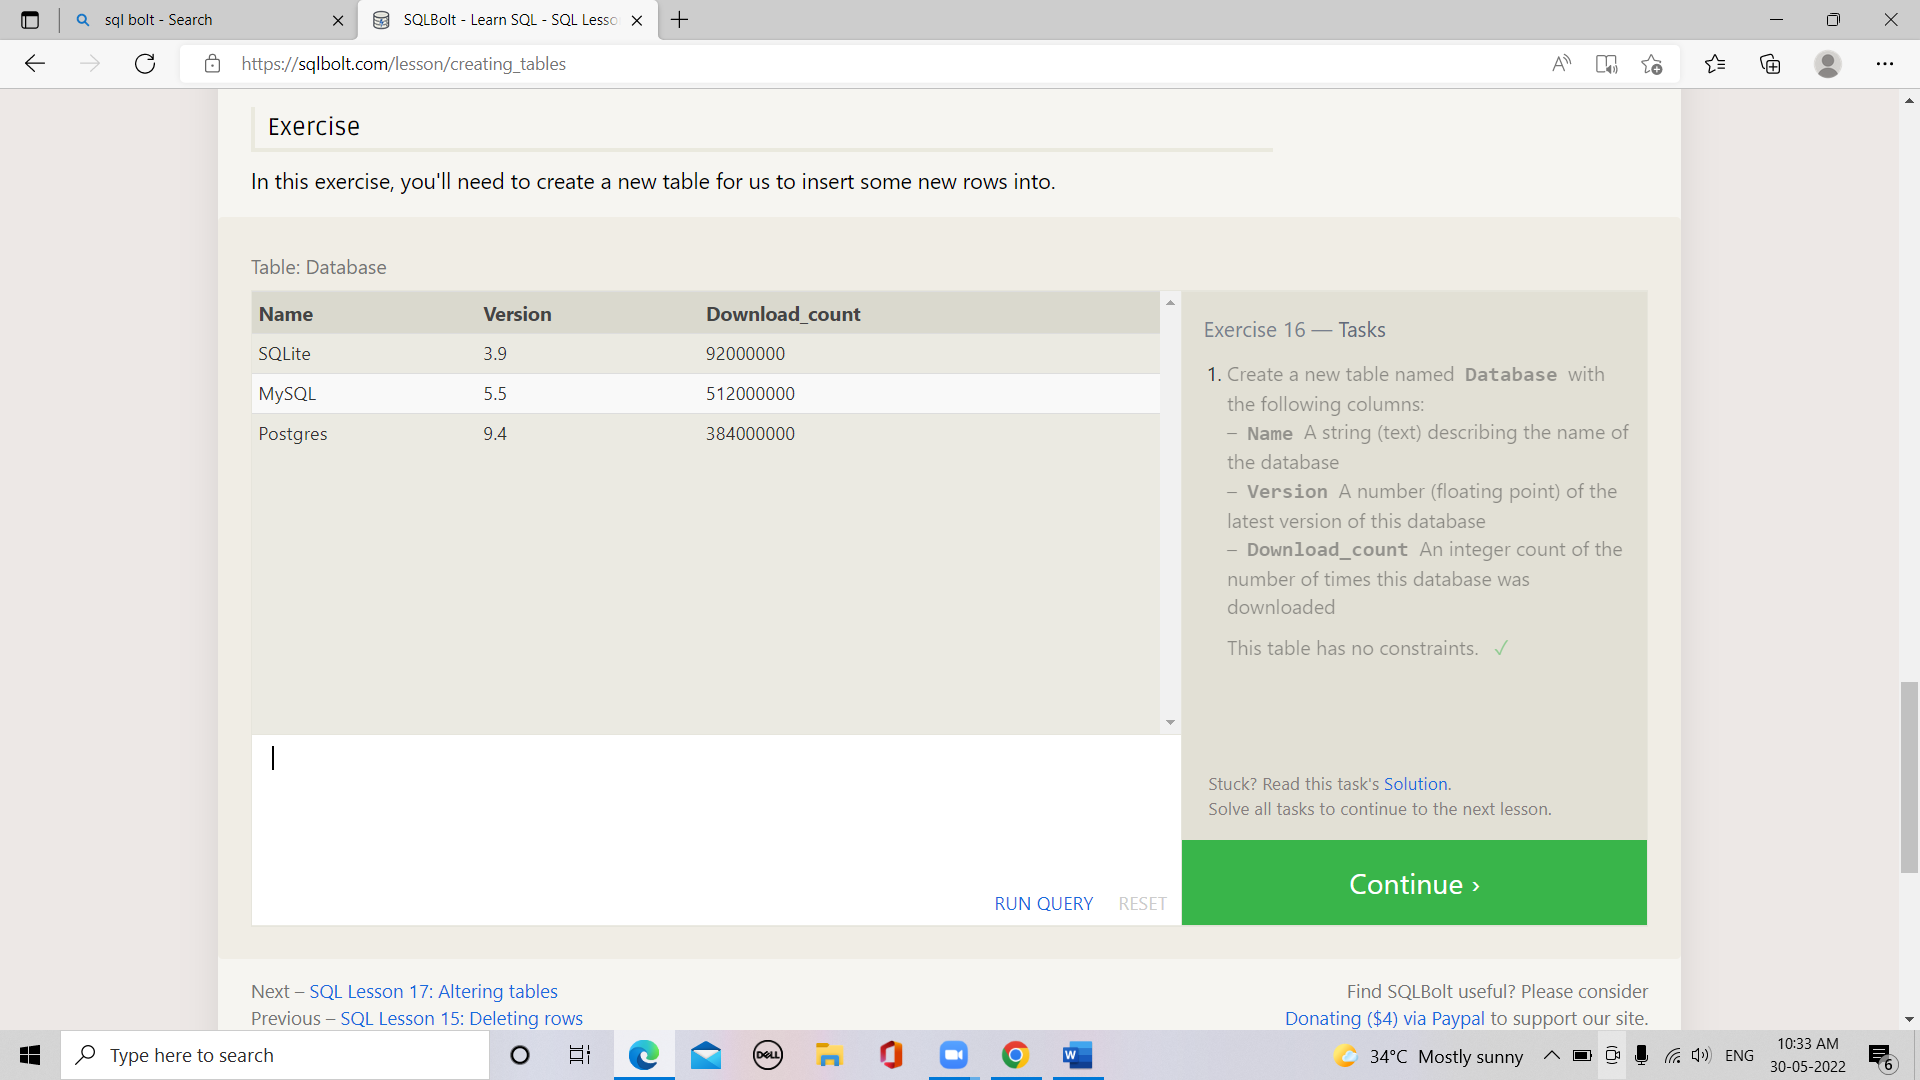 sql bolt - Search
SQLBolt - Learn SQL - SQL Lesso
https://sqlbolt.com/lesson/creating_tables
Exercise
In this exercise, you'll need to create a new table for us to insert some new rows into.
Table: Database
Name Version Download_count
SQLite 3.9 92000000
MySQL 5.5 512000000
Postgres 9.4 384000000
Exercise 16 — Tasks
1. Create a new table named Database with
the following columns:
– Name A string (text) describing the name of
the database
– Version A number (floating point) of the
latest version of this database
– Download_count An integer count of the
number of times this database was
downloaded
This table has no constraints. ✓
Stuck? Read this task's Solution.
Solve all tasks to continue to the next lesson.
RUN QUERY RESET
Continue ›
Next – SQL Lesson 17: Altering tables
Previous – SQL Lesson 15: Deleting rows
Find SQLBolt useful? Please consider
Donating ($4) via Paypal to support our site.
Type here to search
DELL
34°C Mostly sunny
ENG
10:33 AM
30-05-2022
6